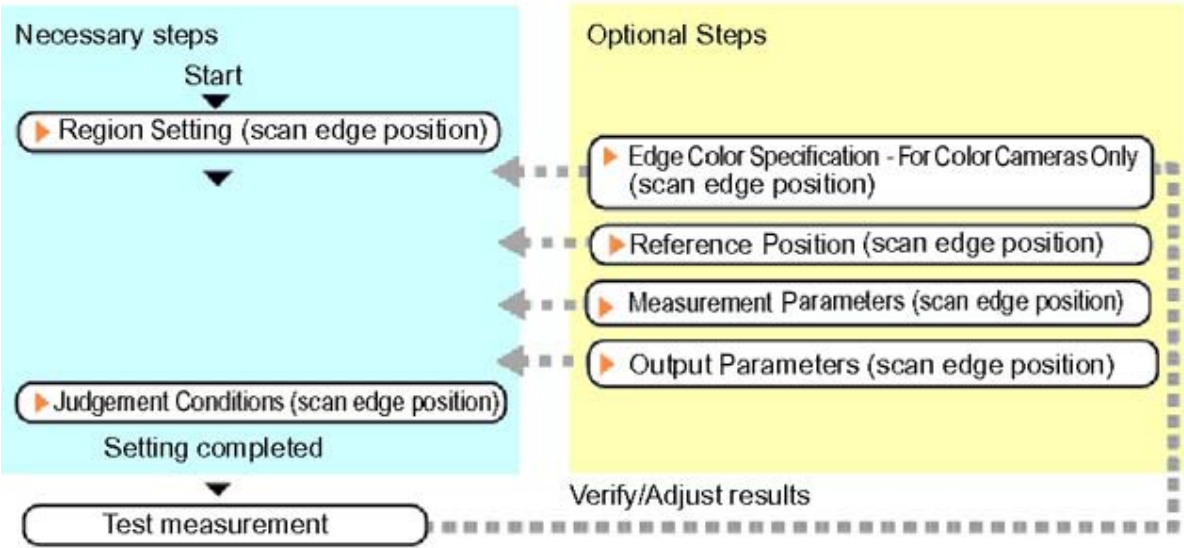 Necessary steps
Start
Region Setting (scan edge position)
Judgement Conditions (scan edge position)
Setting completed
Test measurement
Optional Steps
Edge Color Specification - For Color Cameras Only
(scan edge position)
Reference Position (scan edge position)
Measurement Parameters (scan edge position)
Output Parameters (scan edge position)
Verify/Adjust results